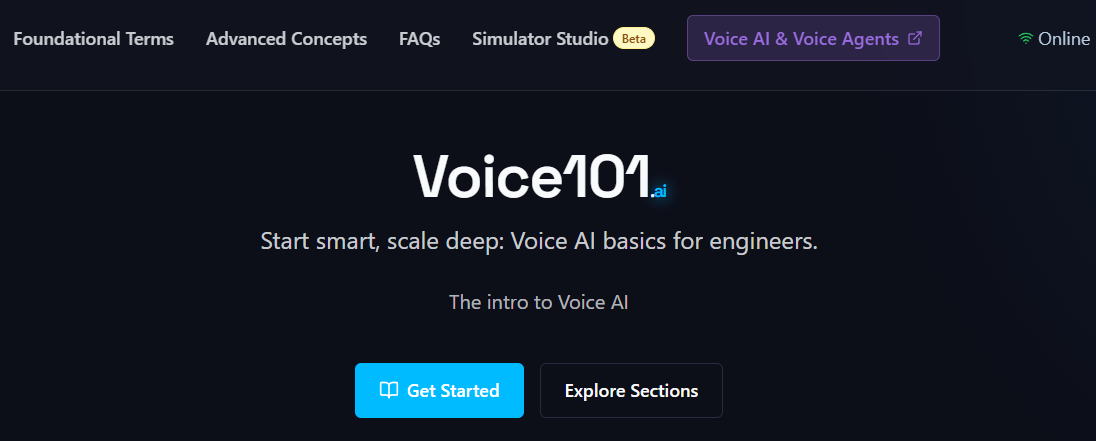 Foundational Terms Advanced Concepts FAQs Simulator Studio Beta Voice AI & Voice Agents Online
Voice101.ai
Start smart, scale deep: Voice AI basics for engineers.
The intro to Voice AI
Get Started Explore Sections